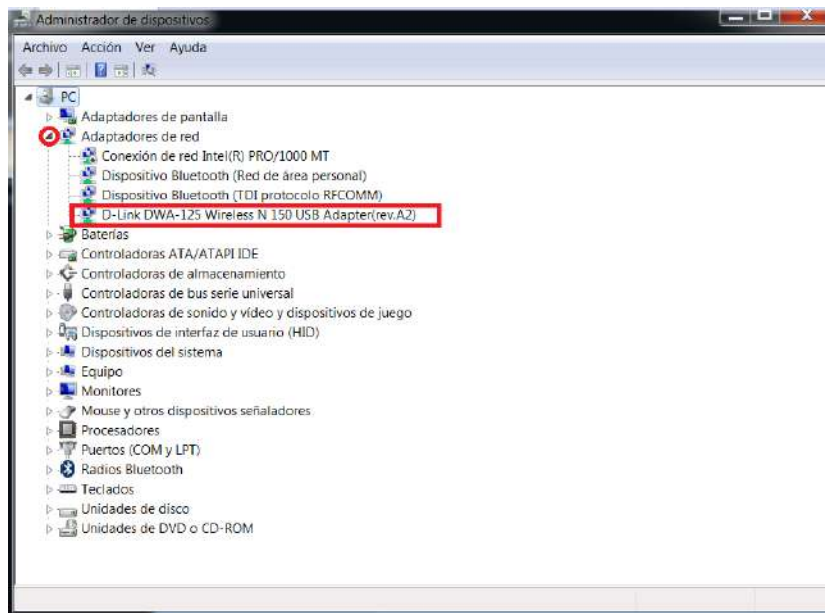 Administrador de dispositivos
Archivo Acción Ver Ayuda
PC
Adaptadores de pantalla
Adaptadores de red
Conexión de red Intel(R) PRO/1000 MT
Dispositivo Bluetooth (Red de área personal)
Dispositivo Bluetooth (TDI protocolo RFCOMM)
D-Link DWA-125 Wireless N 150 USB Adapter(rev.A2)
Baterías
Controladoras ATA/ATAPI IDE
Controladoras de almacenamiento
Controladoras de bus serie universal
Controladoras de sonido y vídeo y dispositivos de juego
Dispositivos de interfaz de usuario (HID)
Dispositivos del sistema
Equipo
Monitores
Mouse y otros dispositivos señaladores
Procesadores
Puertos (COM y LPT)
Radios Bluetooth
Teclados
Unidades de disco
Unidades de DVD o CD-ROM